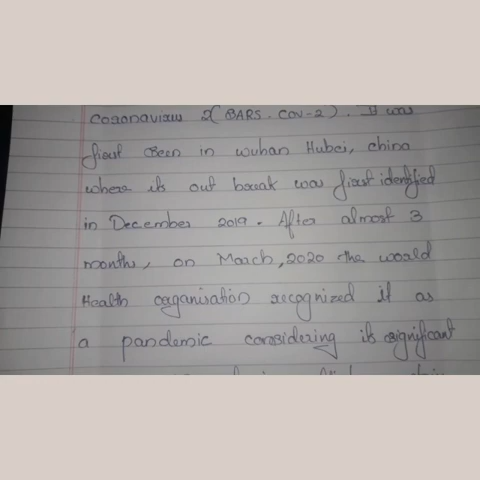 coronavirus 2(BARS. COV-2). It was
first seen in wuhan Hubei, china
where its out break was first identified
in December 2019. After almost 3
months, on March, 2020 the world
Health organisation recognized it as
a pandemic considering its significant